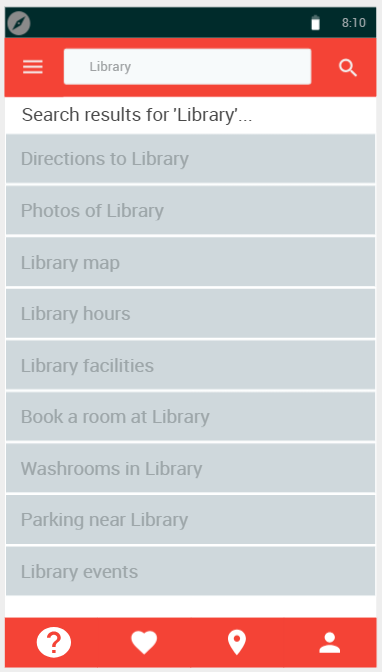 8:10
Library
Search results for 'Library'...
Directions to Library
Photos of Library
Library map
Library hours
Library facilities
Book a room at Library
Washrooms in Library
Parking near Library
Library events
?